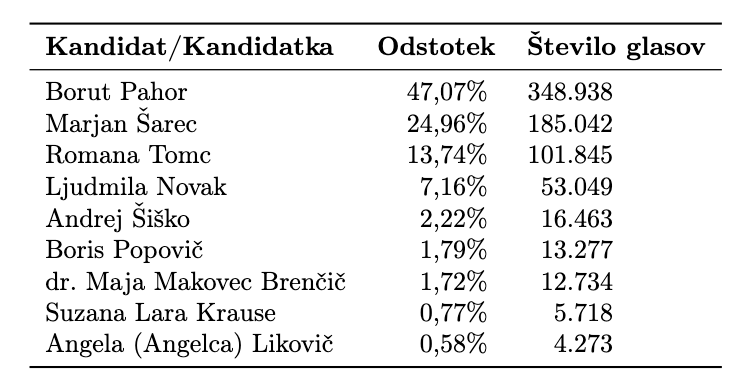 Kandidat/Kandidatka Odstotek Število glasov
Borut Pahor 47,07% 348.938
Marjan Šarec 24,96% 185.042
Romana Tomc 13,74% 101.845
Ljudmila Novak 7,16% 53.049
Andrej Šiško 2,22% 16.463
Boris Popovič 1,79% 13.277
dr. Maja Makovec Brenčič 1,72% 12.734
Suzana Lara Krause 0,77% 5.718
Angela (Angelca) Likovič 0,58% 4.273